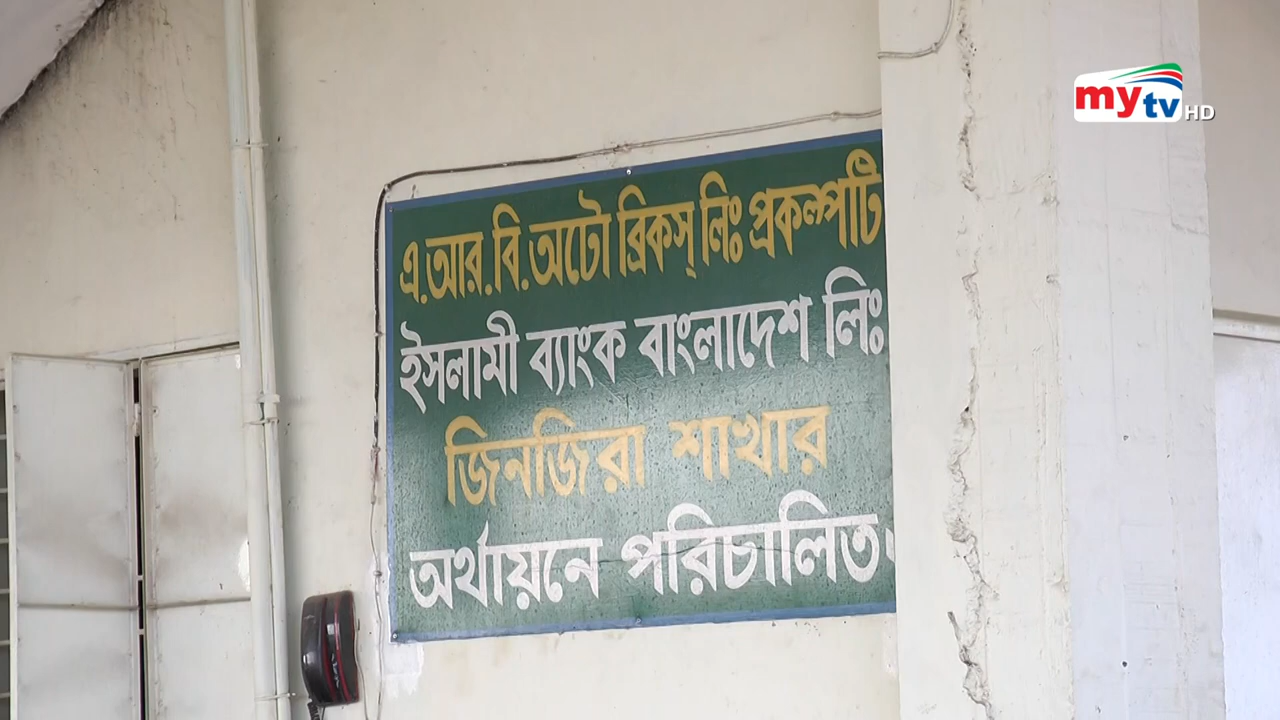 mytv HD
এ.আর.বি.অটো ব্রিকস্ লিঃ প্রকল্পটি
ইসলামী ব্যাংক বাংলাদেশ লিঃ
জিনজিরা শাখার
অর্থায়নে পরিচালিত।